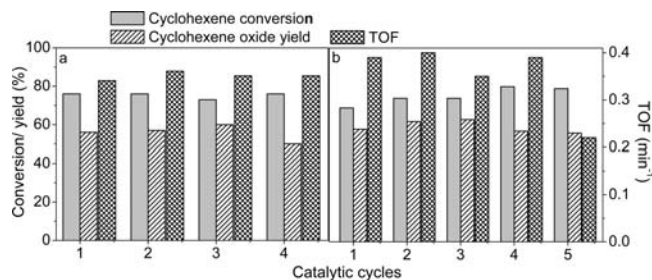 Cyclohexene conversion
Cyclohexene oxide yield TOF
100
80
60
40
20
0
Conversion/ yield (%)
a
b
0.4
0.3
0.2
0.1
0.0
TOF (min⁻¹)
1 2 3 4 1 2 3 4 5
Catalytic cycles